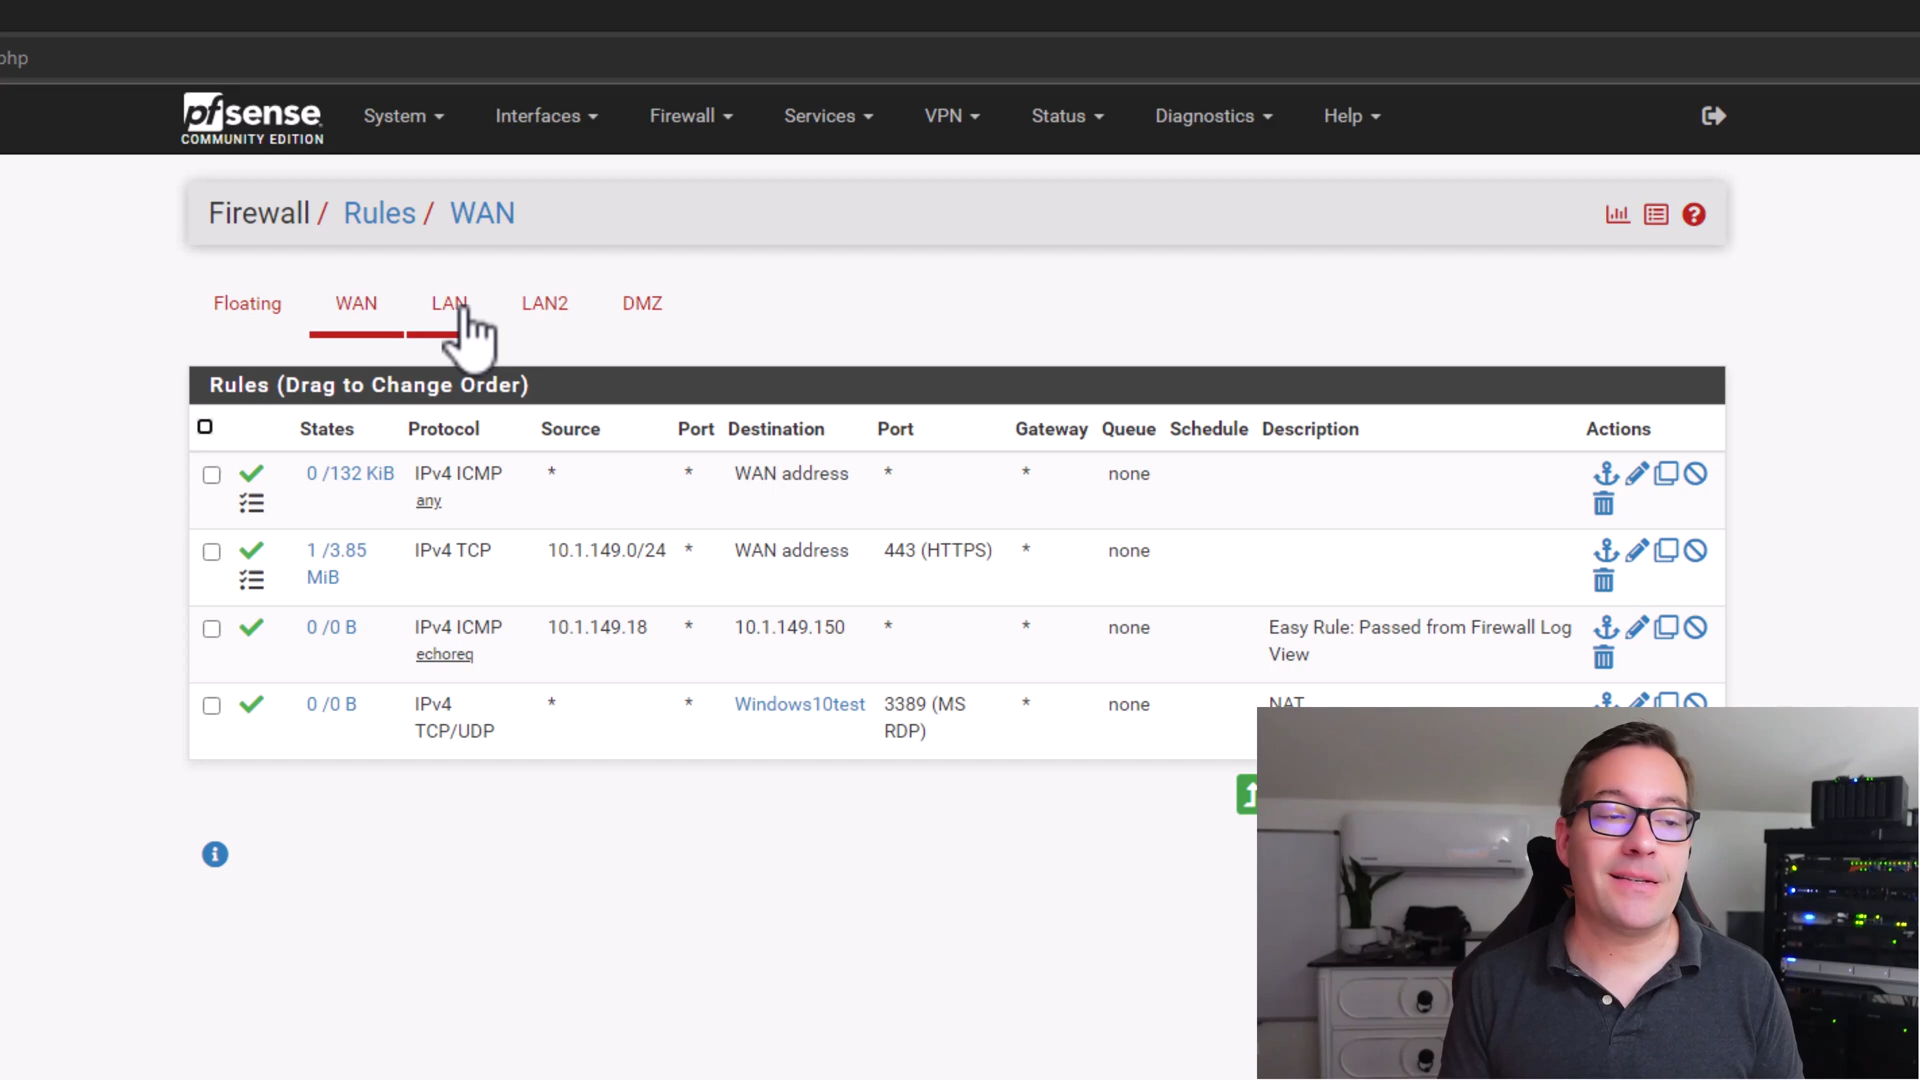 php
pfsense
COMMUNITY EDITION
System
Interfaces
Firewall
Services
VPN
Status
Diagnostics
Help
Firewall / Rules / WAN
Floating
WAN
LAN
LAN2
DMZ
Rules (Drag to Change Order)
States Protocol Source Port Destination Port Gateway Queue Schedule Description Actions
0 /132 KiB IPv4 ICMP * * WAN address * * none
any
1 /3.85 IPv4 TCP 10.1.149.0/24 * WAN address 443 (HTTPS) * none
MiB
0 /0 B IPv4 ICMP 10.1.149.18 * 10.1.149.150 * * none Easy Rule: Passed from Firewall Log
echoreq View
0 /0 B IPv4 * * Windows10test 3389 (MS * none NAT
TCP/UDP RDP)